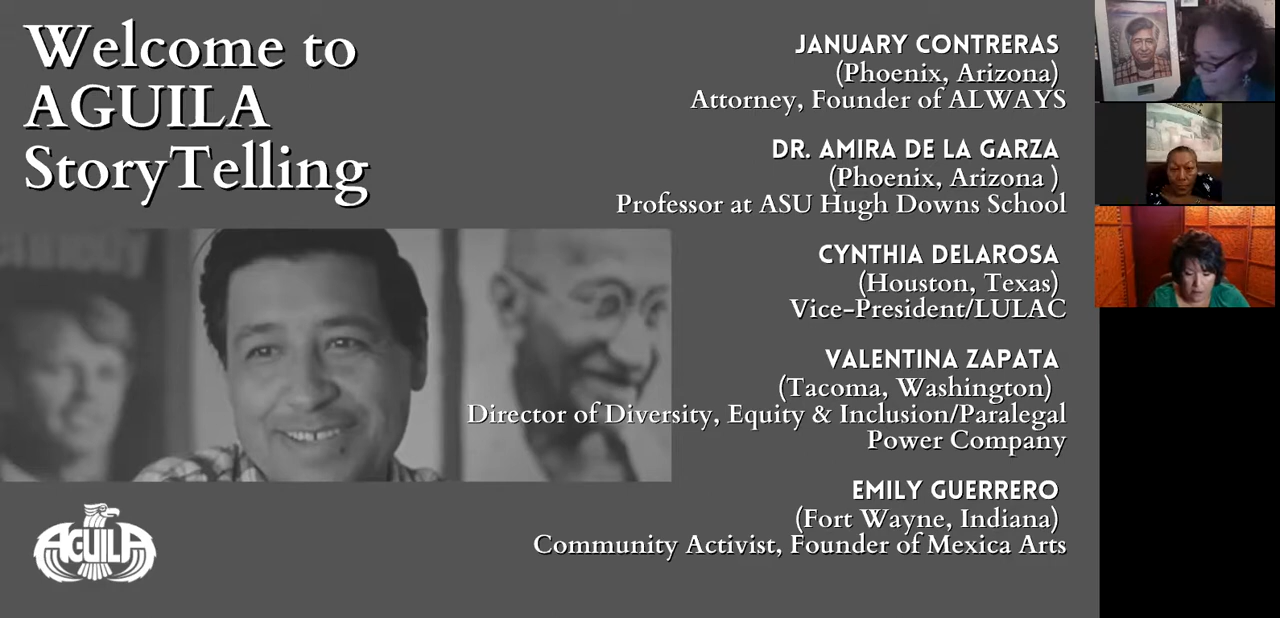 Welcome to
AGUILA
StoryTelling
JANUARY CONTRERAS
(Phoenix, Arizona)
Attorney, Founder of ALWAYS
DR. AMIRA DE LA GARZA
(Phoenix, Arizona )
Professor at ASU Hugh Downs School
CYNTHIA DELAROSA
(Houston, Texas)
Vice-President/LULAC
VALENTINA ZAPATA
(Tacoma, Washington)
Director of Diversity, Equity & Inclusion/Paralegal
Power Company
EMILY GUERRERO
(Fort Wayne, Indiana)
Community Activist, Founder of Mexica Arts
AGUILA